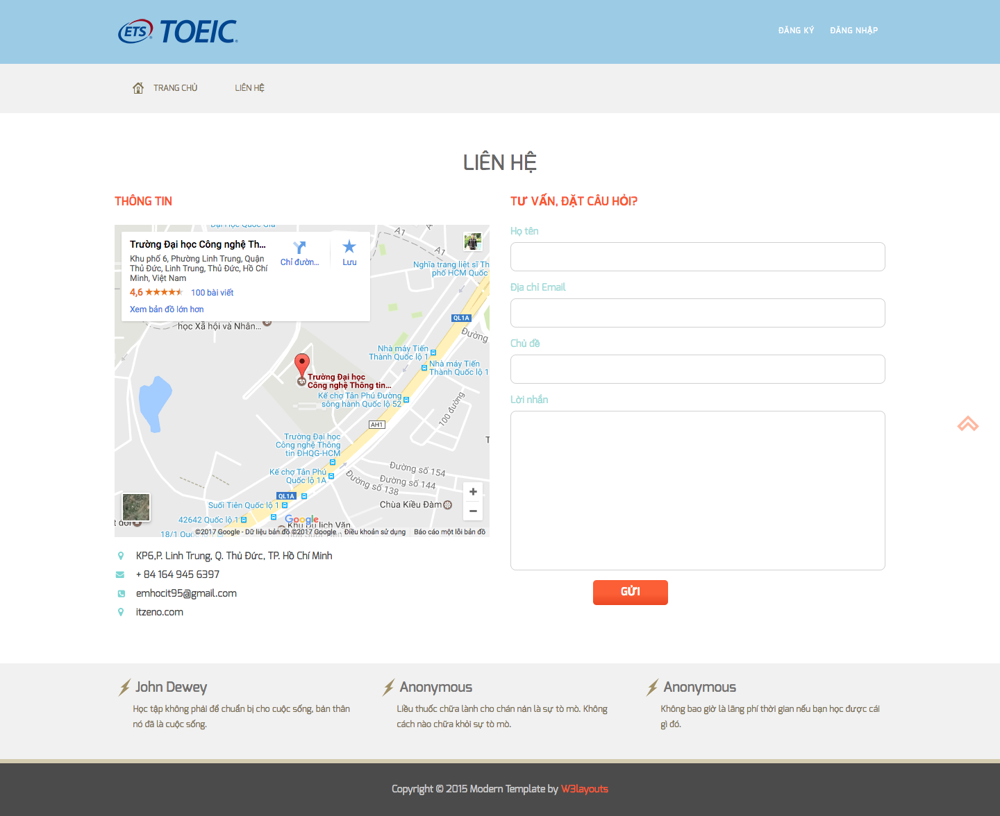 ETS TOEIC
ĐĂNG KÝ
ĐĂNG NHẬP
TRANG CHỦ
LIÊN HỆ
LIÊN HỆ
THÔNG TIN
Trường Đại học Công nghệ Th...
Khu phố 6, Phường Linh Trung, Quận
Thủ Đức, Linh Trung, Thủ Đức, Hồ Chí
Minh, Việt Nam
4,6
100 bài viết
Xem bản đồ lớn hơn
Chỉ đườn...
Lưu
Đại Học Quốc Gia
A1
A1
Nghĩa trang liệt sĩ Th
phố HCM Quốc
QL1A
Đường
học Xã hội và Nhân...
Nhà máy Tiến
Thành Quốc lộ 1
Nhà máy Tiến
Thành Quốc lộ 1
Trường Đại học
Công nghệ Thông tin...
Kế chợ Tân Phú Đường
song hành Quốc lộ 52
100 đường
AH1
Trường Đại học
Công nghệ Thông
tin ĐHQG-HCM
Kế chợ Tân Phú
Quốc lộ 1A
Đường số 154
Đường số 144
Đường số 138
QL1A
Suối Tiên Quốc lộ 1
Chùa Kiều Đàm
42642 Quốc lộ 1
Google
Khu Du lịch Văn
18/1 Quốc lộ 1
©2017 Google - Dữ liệu bản đồ ©2017 Google
Điều khoản sử dụng
Báo cáo một lỗi bản đồ
KP6,P. Linh Trung, Q. Thủ Đức, TP. Hồ Chí Minh
+ 84 164 945 6397
emhocit95@gmail.com
itzeno.com
TƯ VẤN, ĐẶT CÂU HỎI?
Họ tên
Địa chỉ Email
Chủ đề
Lời nhắn
GỬI
John Dewey
Học tập không phải để chuẩn bị cho cuộc sống, bản thân
nó đã là cuộc sống.
Anonymous
Liều thuốc chữa lành cho chán nản là sự tò mò. Không
cách nào chữa khỏi sự tò mò.
Anonymous
Không bao giờ là lãng phí thời gian nếu bạn học được cái
gì đó.
Copyright © 2015 Modern Template by W3layouts